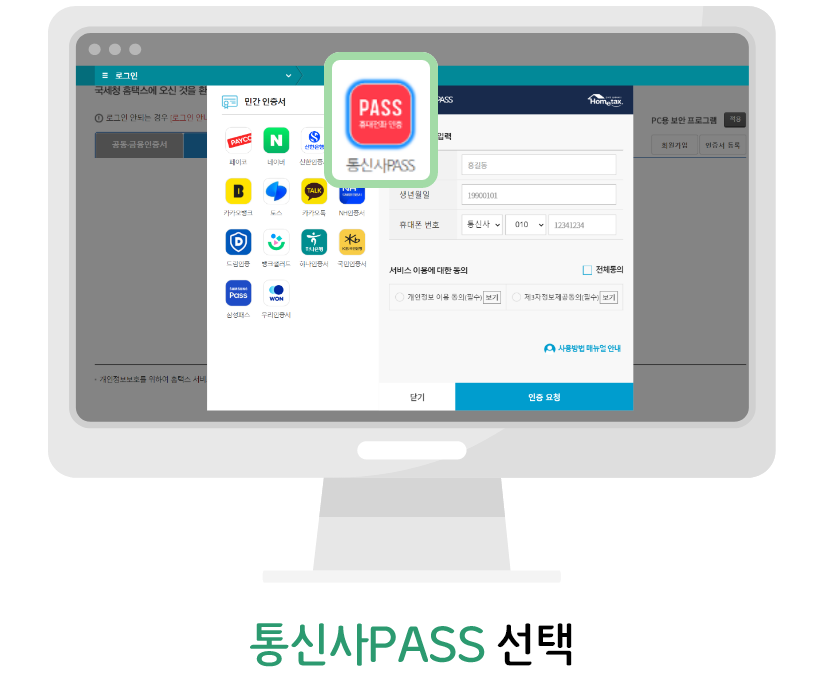 로그인
국세청 홈택스에 오신 것을 환
로그인 안되는 경우
공동·금융인증서
PC용 보안 프로그램 적용
회원가입 인증서 등록
민간 인증서
페이코 네이버 신한인증
카카오뱅크 토스 카카오톡 NH인증서
드림인증 뱅크샐러드 하나인증서 국민인증서
삼성패스 우리인증서
PASS
휴대전화 인증
통신사PASS
PASS
Hometax.
입력
홍길동
생년월일 19900101
휴대폰 번호 통신사 010 12341234
서비스 이용에 대한 동의 전체동의
개인정보 이용 동의(필수) 보기 제3자정보제공동의(필수) 보기
사용방법 매뉴얼 안내
닫기 인증 요청
· 개인정보보호를 위하여 홈택스 서비
통신사PASS 선택